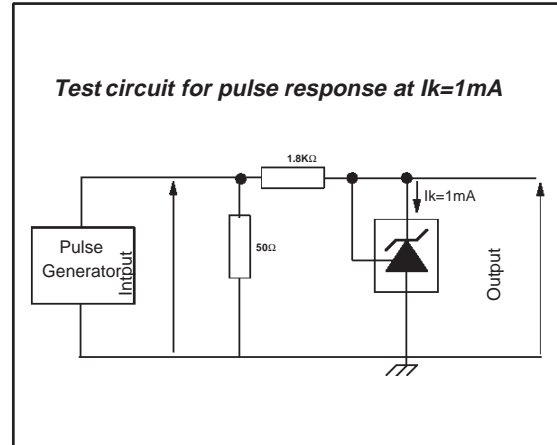 Test circuit for pulse response at Ik=1mA
1.8KΩ
Ik=1mA
Pulse
Generator
Intput
50Ω
Output